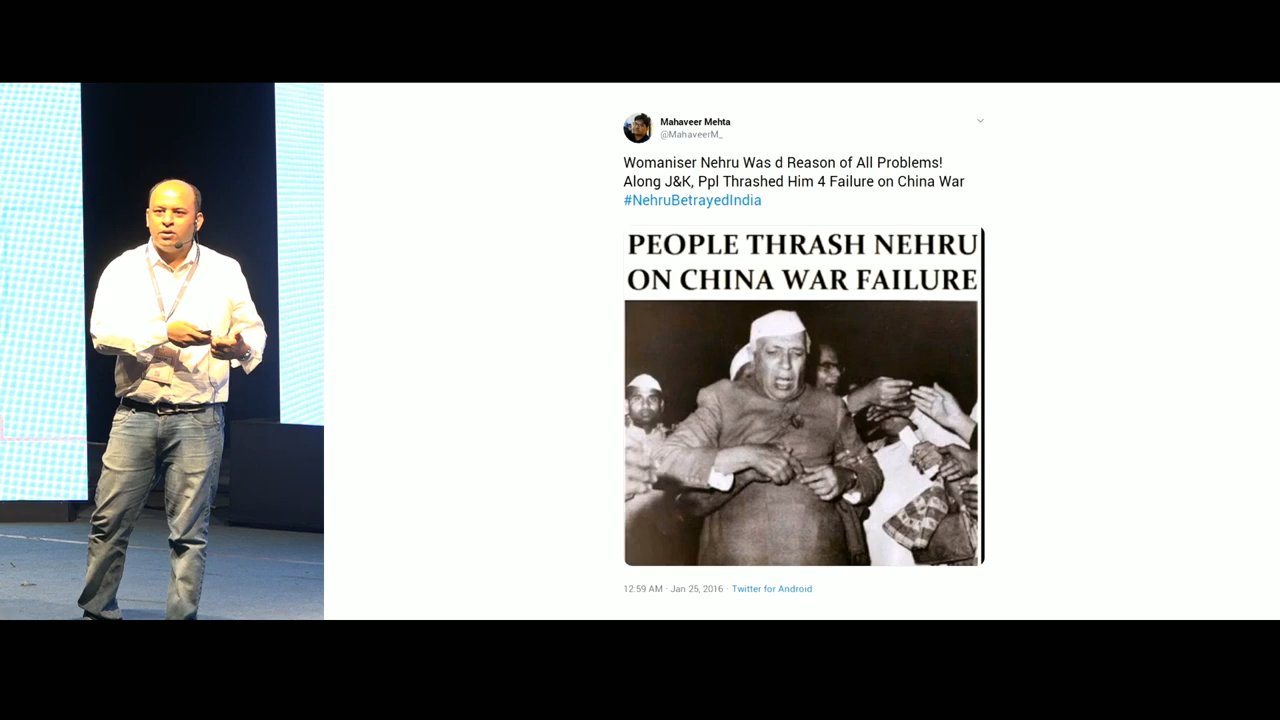 Mahaveer Mehta
@MahaveerM_
Womaniser Nehru Was d Reason of All Problems!
Along J&K, Ppl Thrashed Him 4 Failure on China War
#NehruBetrayedIndia
PEOPLE THRASH NEHRU
ON CHINA WAR FAILURE
12:59 AM · Jan 25, 2016 · Twitter for Android